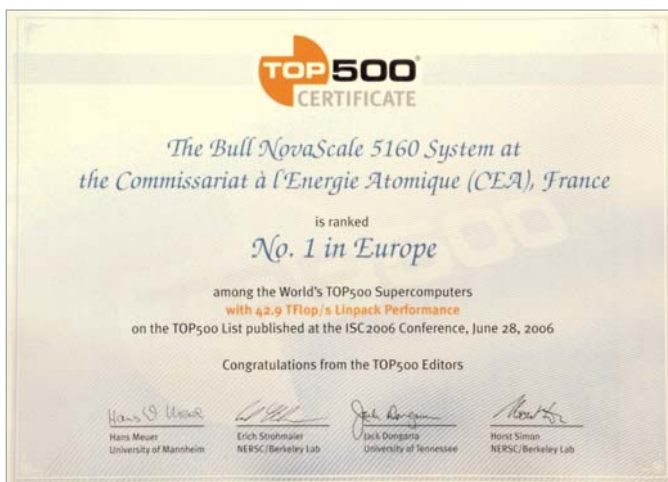 TOP 500®
CERTIFICATE
The Bull NovaScale 5160 System at
the Commissariat à l'Energie Atomique (CEA), France
is ranked
No. 1 in Europe
among the World's TOP500 Supercomputers
with 42.9 TFlop/s Linpack Performance
on the TOP500 List published at the ISC2006 Conference, June 28, 2006
Congratulations from the TOP500 Editors
Hans Meuer
University of Mannheim
Erich Strohmaier
NERSC/Berkeley Lab
Jack Dongarra
University of Tennessee
Horst Simon
NERSC/Berkeley Lab